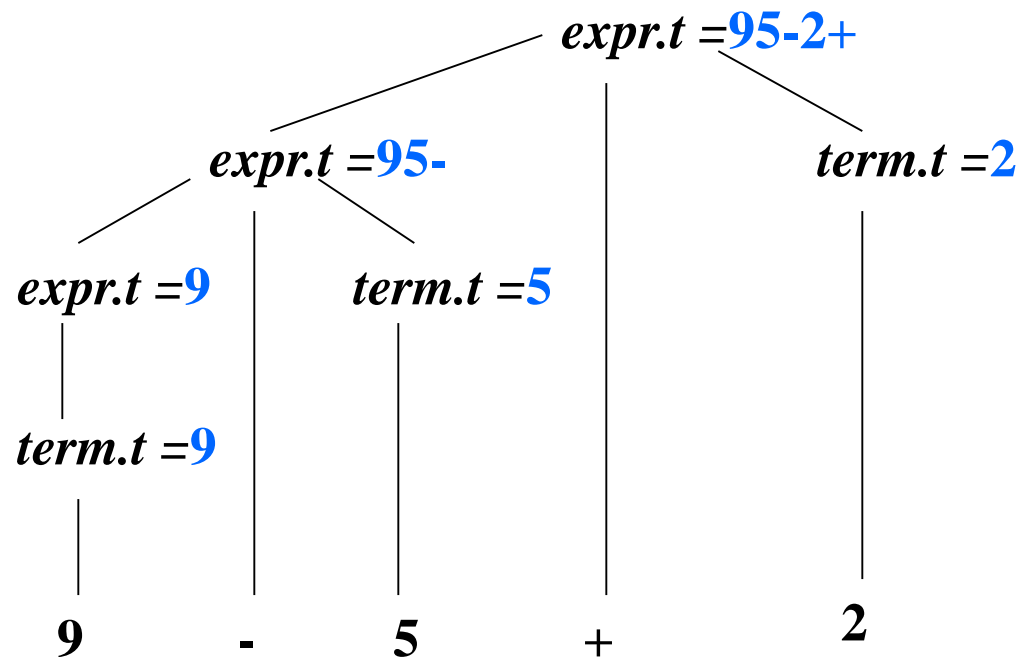 expr.t =95-2+
expr.t =95-
term.t =2
expr.t =9
term.t =5
term.t =9
9 - 5 + 2